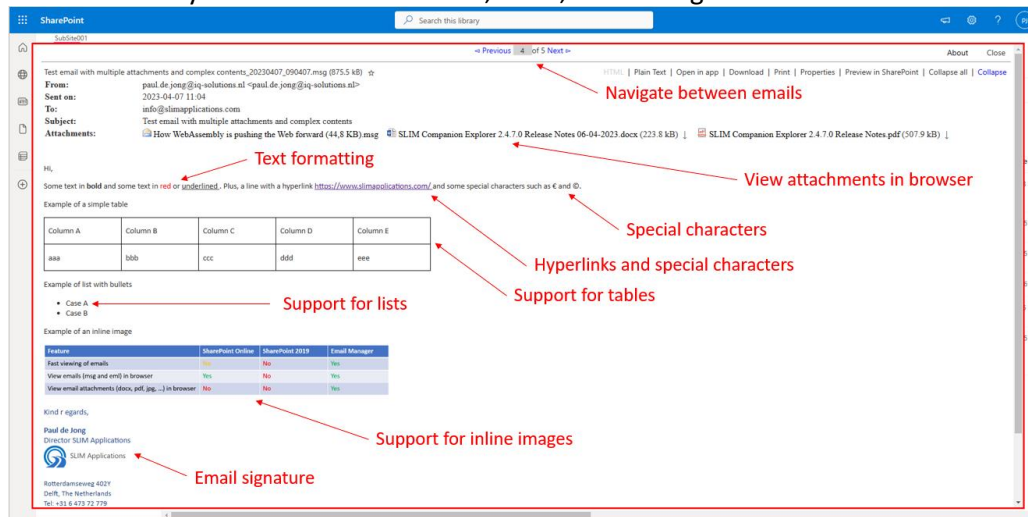 SharePoint
Search this library
SubSite001
Previous 4 of 5 Next
About Close
Test email with multiple attachments and complex contents_20230407_090407.msg (875.5 kB)
HTML | Plain Text | Open in app | Download | Print | Properties | Preview in SharePoint | Collapse all | Collapse
From: paul.de.jong@iq-solutions.nl <paul.de.jong@iq-solutions.nl>
Navigate between emails
Sent on: 2023-04-07 11:04
To: info@slimapplications.com
Subject: Test email with multiple attachments and complex contents
Attachments: How WebAssembly is pushing the Web forward (44,8 KB).msg SLIM Companion Explorer 2.4.7.0 Release Notes 06-04-2023.docx (223.8 kB) ↓ SLIM Companion Explorer 2.4.7.0 Release Notes.pdf (507.9 kB) ↓
Text formatting
Hi,
View attachments in browser
Some text in bold and some text in red or underlined . Plus, a line with a hyperlink https://www.slimapplications.com/ and some special characters such as € and ©.
Example of a simple table
Special characters
Column A Column B Column C Column D Column E
aaa bbb ccc ddd eee
Hyperlinks and special characters
Support for tables
Example of list with bullets
• Case A
Support for lists
• Case B
Example of an inline image
Feature SharePoint Online SharePoint 2019 Email Manager
Fast viewing of emails No No Yes
View emails (msg and eml) in browser Yes No Yes
View email attachments (docx, pdf, jpg, ...) in browser No No Yes
Kind r egards,
Support for inline images
Paul de Jong
Director SLIM Applications
SLIM Applications
Email signature
Rotterdamseweg 402Y
Delft, The Netherlands
Tel: +31 6 473 72 779